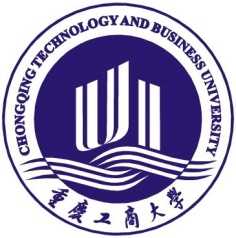 CHONGQING TECHNOLOGY AND BUSINESS UNIVERSITY
重慶工商大學